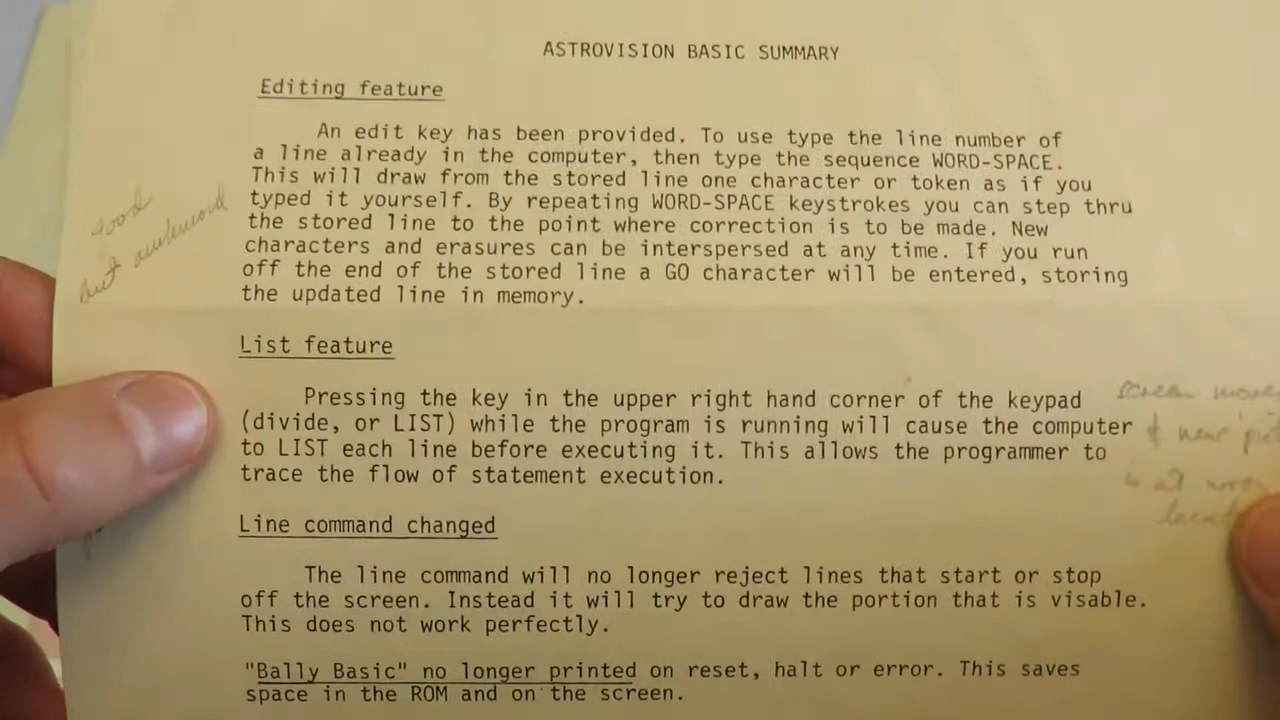 ASTROVISION BASIC SUMMARY
Editing feature
An edit key has been provided. To use type the line number of
a line already in the computer, then type the sequence WORD-SPACE.
This will draw from the stored line one character or token as if you
typed it yourself. By repeating WORD-SPACE keystrokes you can step thru
the stored line to the point where correction is to be made. New
characters and erasures can be interspersed at any time. If you run
off the end of the stored line a GO character will be entered, storing
the updated line in memory.
good
but awkward
List feature
Pressing the key in the upper right hand corner of the keypad
(divide, or LIST) while the program is running will cause the computer
to LIST each line before executing it. This allows the programmer to
trace the flow of statement execution.
screen
new
at
Line command changed
The line command will no longer reject lines that start or stop
off the screen. Instead it will try to draw the portion that is visable.
This does not work perfectly.
"Bally Basic" no longer printed on reset, halt or error. This saves
space in the ROM and on the screen.